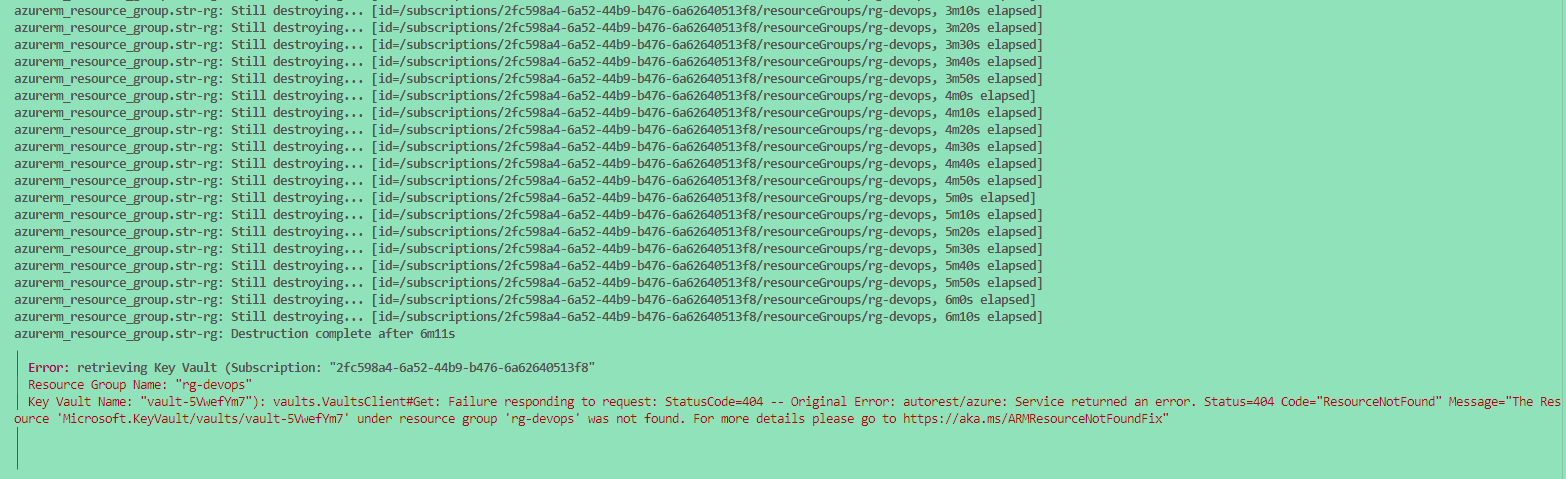 azurerm_resource_group.str-rg: Still destroying... [id=/subscriptions/2fc598a4-6a52-44b9-b476-6a62640513f8/resourceGroups/rg-devops, 3m10s elapsed]
azurerm_resource_group.str-rg: Still destroying... [id=/subscriptions/2fc598a4-6a52-44b9-b476-6a62640513f8/resourceGroups/rg-devops, 3m20s elapsed]
azurerm_resource_group.str-rg: Still destroying... [id=/subscriptions/2fc598a4-6a52-44b9-b476-6a62640513f8/resourceGroups/rg-devops, 3m30s elapsed]
azurerm_resource_group.str-rg: Still destroying... [id=/subscriptions/2fc598a4-6a52-44b9-b476-6a62640513f8/resourceGroups/rg-devops, 3m40s elapsed]
azurerm_resource_group.str-rg: Still destroying... [id=/subscriptions/2fc598a4-6a52-44b9-b476-6a62640513f8/resourceGroups/rg-devops, 3m50s elapsed]
azurerm_resource_group.str-rg: Still destroying... [id=/subscriptions/2fc598a4-6a52-44b9-b476-6a62640513f8/resourceGroups/rg-devops, 4m0s elapsed]
azurerm_resource_group.str-rg: Still destroying... [id=/subscriptions/2fc598a4-6a52-44b9-b476-6a62640513f8/resourceGroups/rg-devops, 4m10s elapsed]
azurerm_resource_group.str-rg: Still destroying... [id=/subscriptions/2fc598a4-6a52-44b9-b476-6a62640513f8/resourceGroups/rg-devops, 4m20s elapsed]
azurerm_resource_group.str-rg: Still destroying... [id=/subscriptions/2fc598a4-6a52-44b9-b476-6a62640513f8/resourceGroups/rg-devops, 4m30s elapsed]
azurerm_resource_group.str-rg: Still destroying... [id=/subscriptions/2fc598a4-6a52-44b9-b476-6a62640513f8/resourceGroups/rg-devops, 4m40s elapsed]
azurerm_resource_group.str-rg: Still destroying... [id=/subscriptions/2fc598a4-6a52-44b9-b476-6a62640513f8/resourceGroups/rg-devops, 4m50s elapsed]
azurerm_resource_group.str-rg: Still destroying... [id=/subscriptions/2fc598a4-6a52-44b9-b476-6a62640513f8/resourceGroups/rg-devops, 5m0s elapsed]
azurerm_resource_group.str-rg: Still destroying... [id=/subscriptions/2fc598a4-6a52-44b9-b476-6a62640513f8/resourceGroups/rg-devops, 5m10s elapsed]
azurerm_resource_group.str-rg: Still destroying... [id=/subscriptions/2fc598a4-6a52-44b9-b476-6a62640513f8/resourceGroups/rg-devops, 5m20s elapsed]
azurerm_resource_group.str-rg: Still destroying... [id=/subscriptions/2fc598a4-6a52-44b9-b476-6a62640513f8/resourceGroups/rg-devops, 5m30s elapsed]
azurerm_resource_group.str-rg: Still destroying... [id=/subscriptions/2fc598a4-6a52-44b9-b476-6a62640513f8/resourceGroups/rg-devops, 5m40s elapsed]
azurerm_resource_group.str-rg: Still destroying... [id=/subscriptions/2fc598a4-6a52-44b9-b476-6a62640513f8/resourceGroups/rg-devops, 5m50s elapsed]
azurerm_resource_group.str-rg: Still destroying... [id=/subscriptions/2fc598a4-6a52-44b9-b476-6a62640513f8/resourceGroups/rg-devops, 6m0s elapsed]
azurerm_resource_group.str-rg: Still destroying... [id=/subscriptions/2fc598a4-6a52-44b9-b476-6a62640513f8/resourceGroups/rg-devops, 6m10s elapsed]
azurerm_resource_group.str-rg: Destruction complete after 6m11s
Error: retrieving Key Vault (Subscription: "2fc598a4-6a52-44b9-b476-6a62640513f8"
Resource Group Name: "rg-devops"
Key Vault Name: "vault-5VwefYm7"): vaults.VaultsClient#Get: Failure responding to request: StatusCode=404 -- Original Error: autorest/azure: Service returned an error. Status=404 Code="ResourceNotFound" Message="The Res
ource 'Microsoft.KeyVault/vaults/vault-5VwefYm7' under resource group 'rg-devops' was not found. For more details please go to https://aka.ms/ARMResourceNotFoundFix"